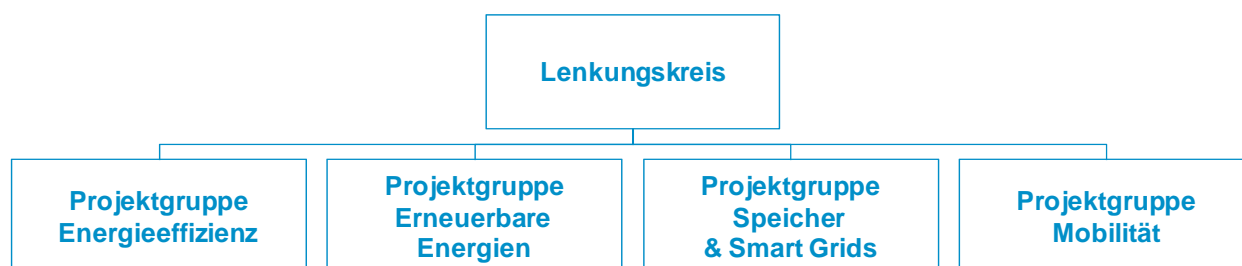 Lenkungskreis
Projektgruppe
Energieeffizienz
Projektgruppe
Erneuerbare
Energien
Projektgruppe
Speicher
& Smart Grids
Projektgruppe
Mobilität